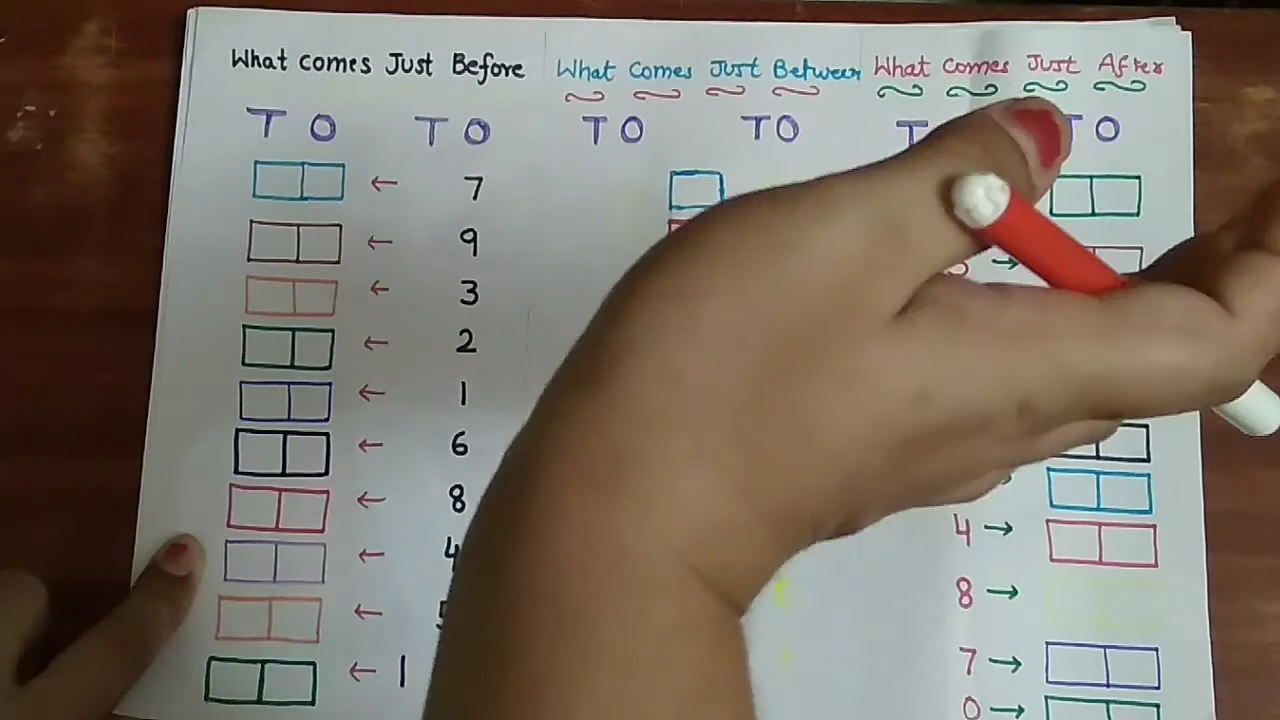 What comes Just Before What Comes Just Between What Comes Just After
T O T O T O T O T T O
← 7
← 9
← 3
← 2
← 1
← 6
← 8
← 4 4 →
← 8 →
← 1 7 →
0 →